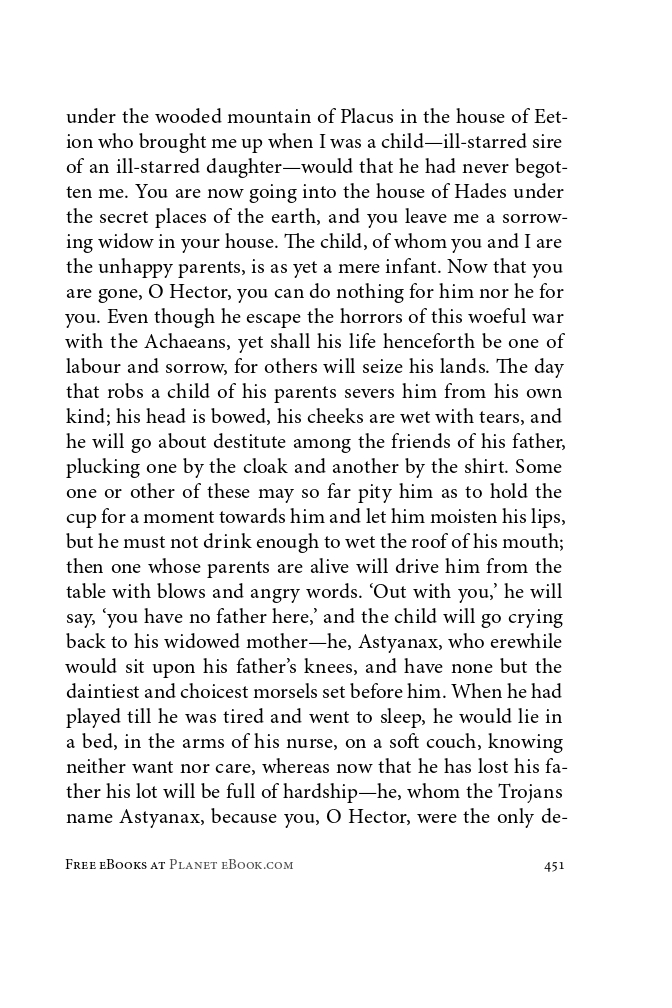 under the wooded mountain of Placus in the house of Eet-
ion who brought me up when I was a child—ill-starred sire
of an ill-starred daughter—would that he had never begot-
ten me. You are now going into the house of Hades under
the secret places of the earth, and you leave me a sorrow-
ing widow in your house. The child, of whom you and I are
the unhappy parents, is as yet a mere infant. Now that you
are gone, O Hector, you can do nothing for him nor he for
you. Even though he escape the horrors of this woeful war
with the Achaeans, yet shall his life henceforth be one of
labour and sorrow, for others will seize his lands. The day
that robs a child of his parents severs him from his own
kind; his head is bowed, his cheeks are wet with tears, and
he will go about destitute among the friends of his father,
plucking one by the cloak and another by the shirt. Some
one or other of these may so far pity him as to hold the
cup for a moment towards him and let him moisten his lips,
but he must not drink enough to wet the roof of his mouth;
then one whose parents are alive will drive him from the
table with blows and angry words. ‘Out with you,’ he will
say, ‘you have no father here,’ and the child will go crying
back to his widowed mother—he, Astyanax, who erewhile
would sit upon his father’s knees, and have none but the
daintiest and choicest morsels set before him. When he had
played till he was tired and went to sleep, he would lie in
a bed, in the arms of his nurse, on a soft couch, knowing
neither want nor care, whereas now that he has lost his fa-
ther his lot will be full of hardship—he, whom the Trojans
name Astyanax, because you, O Hector, were the only de-
Free eBooks at Planet eBook.com 451